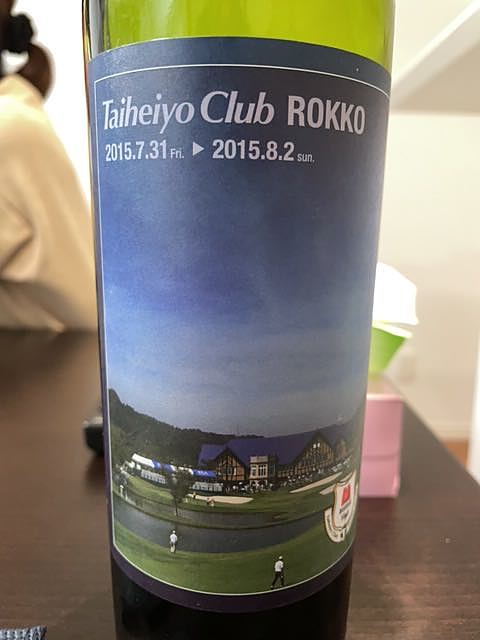 Taiheiyo Club ROKKO
2015.7.31 Fri. ▶ 2015.8.2 sun.